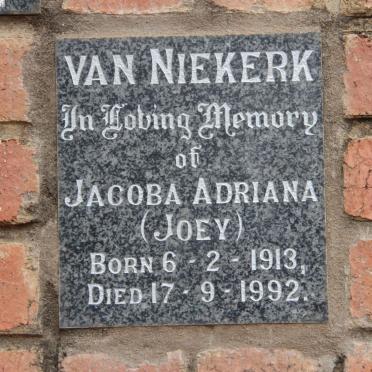 VAN NIEKERK
In Loving Memory
of
JACOBA ADRIANA
(JOEY)
BORN 6 - 2 - 1913,
DIED 17 - 9 - 1992.